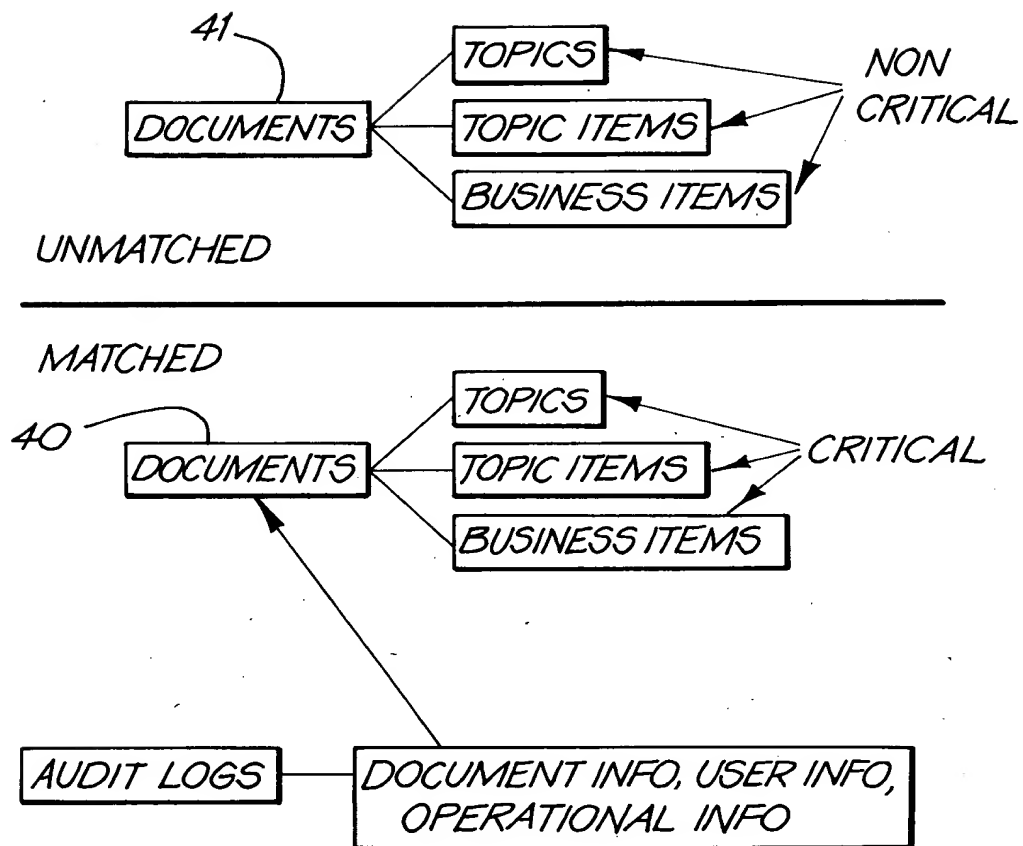 41
TOPICS
NON
CRITICAL
DOCUMENTS
TOPIC ITEMS
BUSINESS ITEMS
UNMATCHED
MATCHED
40
TOPICS
DOCUMENTS
TOPIC ITEMS
CRITICAL
BUSINESS ITEMS
AUDIT LOGS
DOCUMENT INFO, USER INFO,
OPERATIONAL INFO